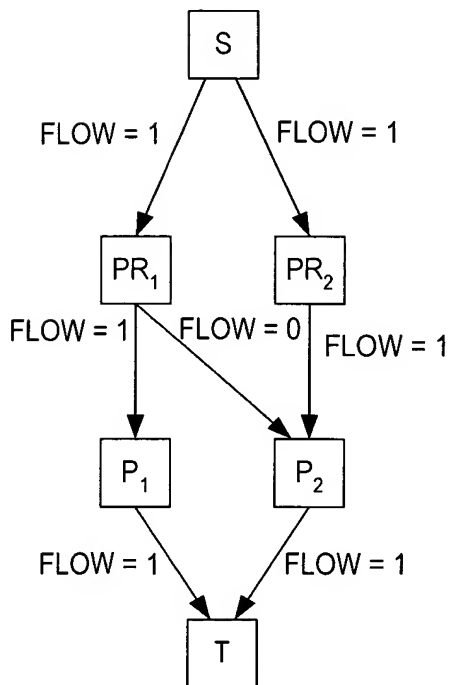 S
FLOW = 1
FLOW = 1
PR₁
PR₂
FLOW = 1
FLOW = 0
FLOW = 1
P₁
P₂
FLOW = 1
FLOW = 1
T